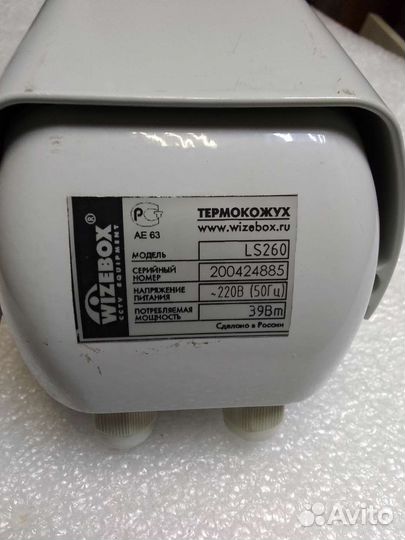 WIZEBOX ®
CCTV EQUIPMENT
РСТ
АЕ 63
ТЕРМОКОЖУХ
www.wizebox.ru
МОДЕЛЬ LS260
СЕРИЙНЫЙ НОМЕР 200424885
НАПРЯЖЕНИЕ ПИТАНИЯ ~220В (50Гц)
ПОТРЕБЛЯЕМАЯ МОЩНОСТЬ 39Вт
Сделано в России
Avito